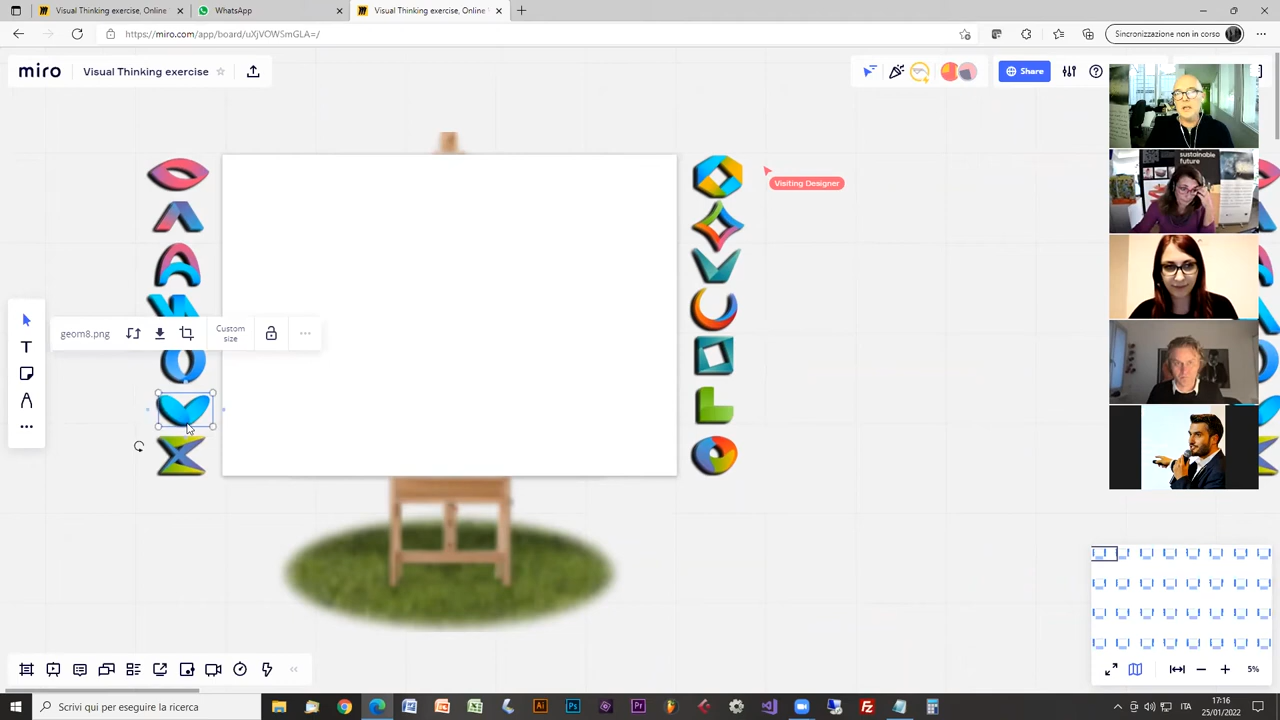 Visual Thinking exercise, Online
WhatsApp
Visual Thinking exercise, Online
https://miro.com/app/board/uXjVOWSmGLA=/
Sincronizzazione non in corso
miro
Visual Thinking exercise
Share
sustainable
future
Visiting Designer
geom8.png
Custom
size
5%
Scrivi qui per eseguire la ricerca
ITA
17:16
25/01/2022